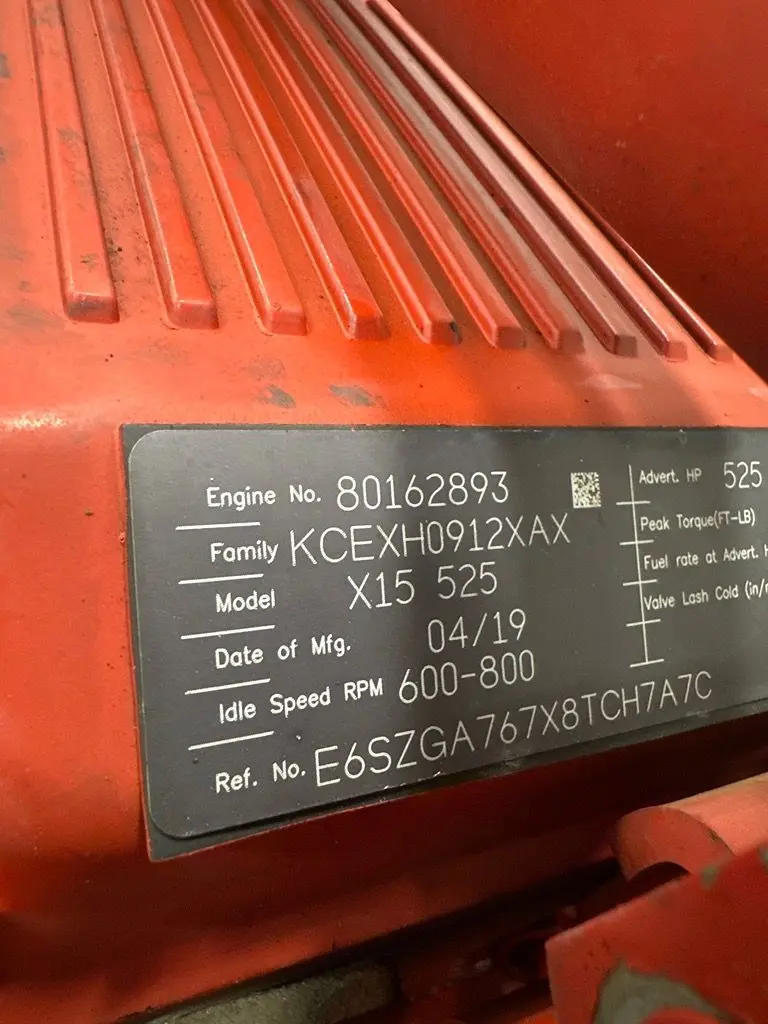 Engine No. 80162893
Family KCEXH0912XAX
Model X15 525
Date of Mfg. 04/19
Idle Speed RPM 600-800
Ref. No. E6SZGA767X8TCH7A7C
Advert. HP 525
Peak Torque(FT-LB)
Fuel rate at Advert.
Valve Lash Cold